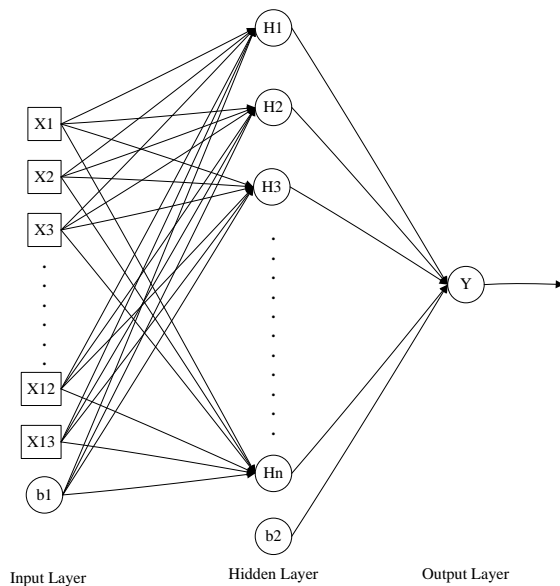 H1
H2
H3
Hn
b2
X1
X2
X3
X12
X13
b1
Y
Input Layer
Hidden Layer
Output Layer